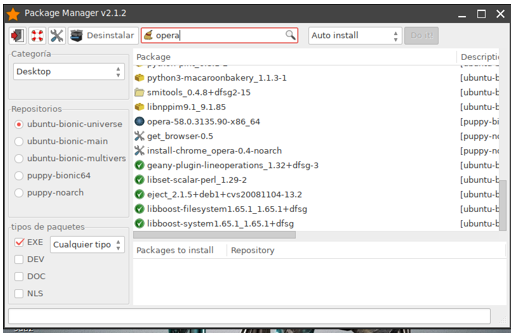 Package Manager v2.1.2
Desinstalar
opera
Auto install
Do it!
Categoría
Desktop
Repositorios
ubuntu-bionic-universe
ubuntu-bionic-main
ubuntu-bionic-multivers
puppy-bionic64
puppy-noarch
tipos de paquetes
EXE
Cualquier tipo
DEV
DOC
NLS
Package Descriptio
python3-macaroonbakery_1.1.3-1 [ubuntu-b
smitools_0.4.8+dfsg2-15 [ubuntu-b
libnppim9.1_9.1.85 [ubuntu-b
opera-58.0.3135.90-x86_64 [puppy-bi
get_browser-0.5 [puppy-no
install-chrome_opera-0.4-noarch [puppy-no
geany-plugin-lineoperations_1.32+dfsg-3 [ubuntu-b
libset-scalar-perl_1.29-2 [ubuntu-b
eject_2.1.5+deb1+cvs20081104-13.2 [ubuntu-b
libboost-filesystem1.65.1_1.65.1+dfsg [ubuntu-b
libboost-system1.65.1_1.65.1+dfsg [ubuntu-b
Packages to install Repository